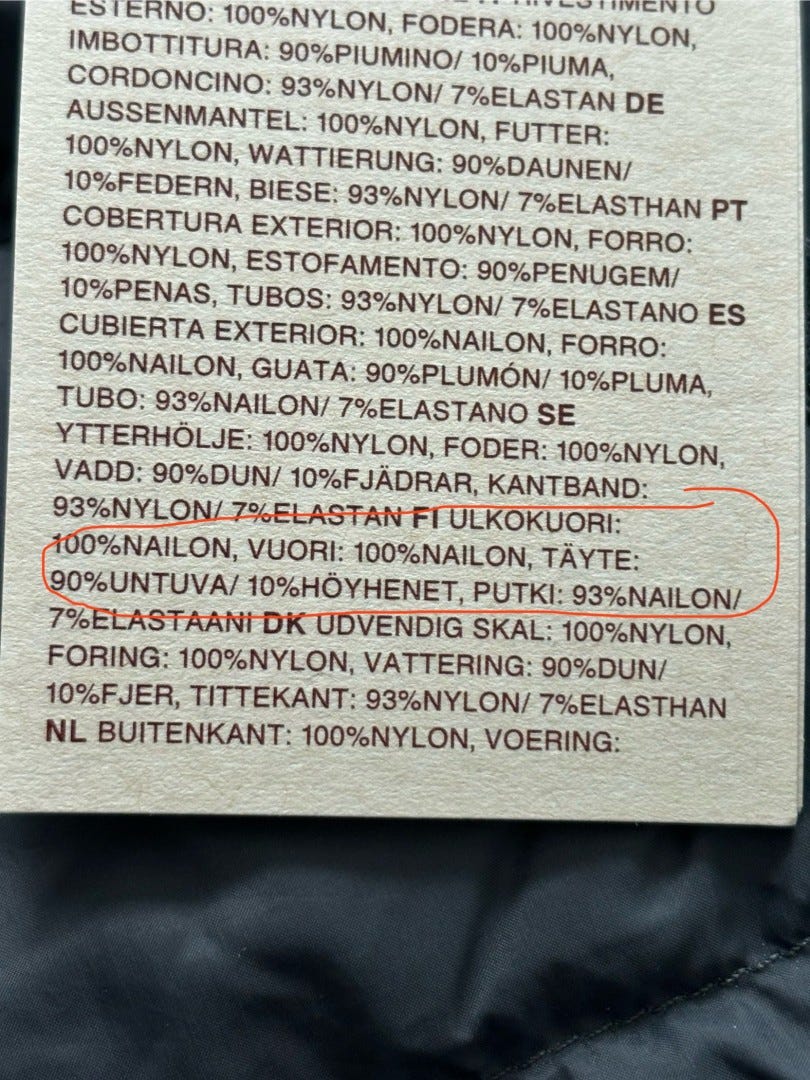 ESTERNO: 100%NYLON, FODERA: 100%NYLON,
IMBOTTITURA: 90%PIUMINO/ 10%PIUMA,
CORDONCINO: 93%NYLON/ 7%ELASTAN DE
AUSSENMANTEL: 100%NYLON, FUTTER:
100%NYLON, WATTIERUNG: 90%DAUNEN/
10%FEDERN, BIESE: 93%NYLON/ 7%ELASTHAN PT
COBERTURA EXTERIOR: 100%NYLON, FORRO:
100%NYLON, ESTOFAMENTO: 90%PENUGEM/
10%PENAS, TUBOS: 93%NYLON/ 7%ELASTANO ES
CUBIERTA EXTERIOR: 100%NAILON, FORRO:
100%NAILON, GUATA: 90%PLUMÓN/ 10%PLUMA,
TUBO: 93%NAILON/ 7%ELASTANO SE
YTTERHÖLJE: 100%NYLON, FODER: 100%NYLON,
VADD: 90%DUN/ 10%FJÄDRAR, KANTBAND:
93%NYLON/ 7%ELASTAN FI ULKOKUORI:
100%NAILON, VUORI: 100%NAILON, TÄYTE:
90%UNTUVA/ 10%HÖYHENET, PUTKI: 93%NAILON/
7%ELASTAANI DK UDVENDIG SKAL: 100%NYLON,
FORING: 100%NYLON, VATTERING: 90%DUN/
10%FJER, TITTEKANT: 93%NYLON/ 7%ELASTHAN
NL BUITENKANT: 100%NYLON, VOERING: